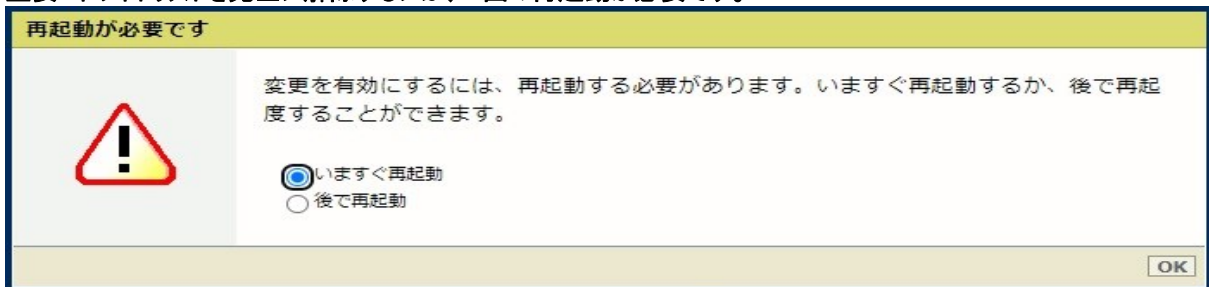 再起動が必要です
変更を有効にするには、再起動する必要があります。いますぐ再起動するか、後で再起
度することができます。
いますぐ再起動
後で再起動
OK